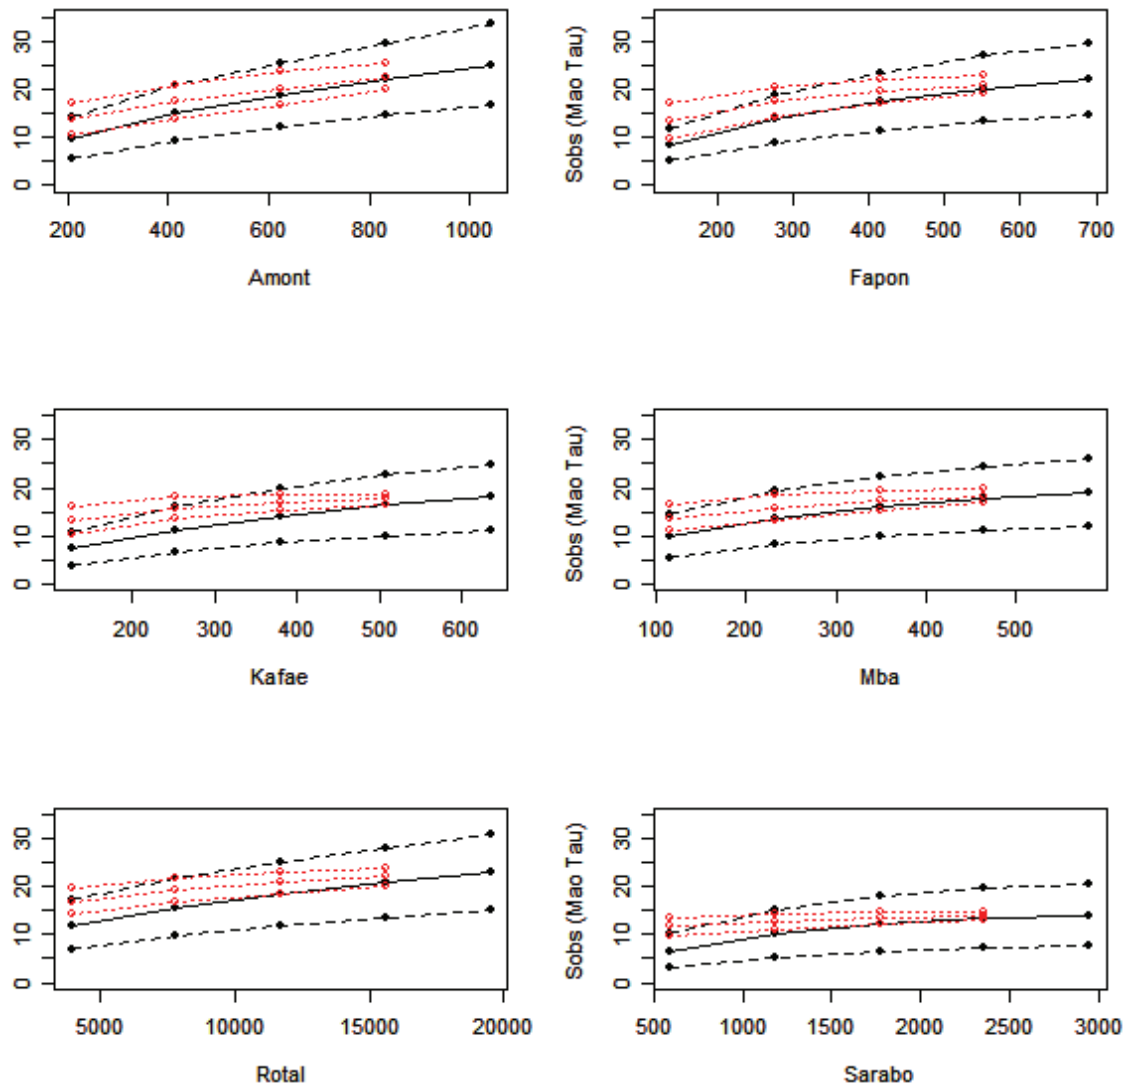 0 10 20 30
200 400 600 800 1000
Amont
Sobs (Mao Tau)
0 10 20 30
200 300 400 500 600 700
Fapon
0 10 20 30
200 300 400 500 600
Kafae
Sobs (Mao Tau)
0 10 20 30
100 200 300 400 500
Mba
0 10 20 30
5000 10000 15000 20000
Rotal
Sobs (Mao Tau)
0 10 20 30
500 1000 1500 2000 2500 3000
Sarabo